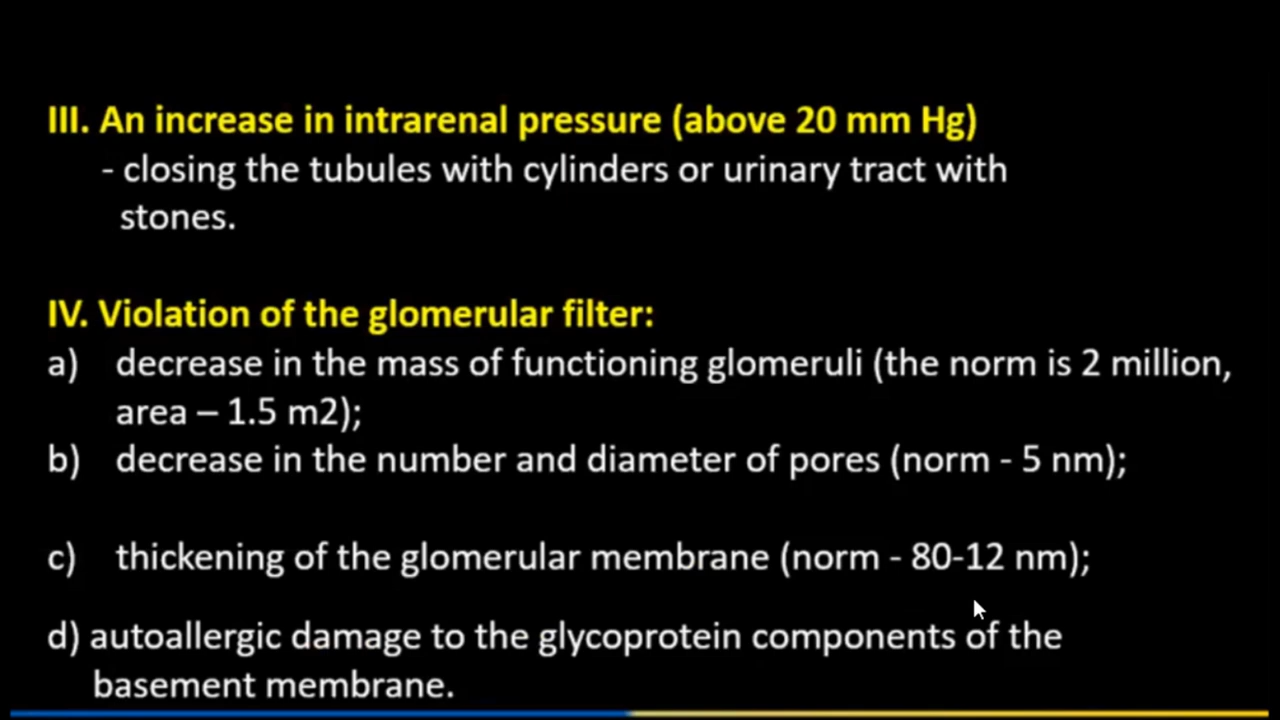 III. An increase in intrarenal pressure (above 20 mm Hg)
- closing the tubules with cylinders or urinary tract with
stones.
IV. Violation of the glomerular filter:
a) decrease in the mass of functioning glomeruli (the norm is 2 million,
area – 1.5 m2);
b) decrease in the number and diameter of pores (norm - 5 nm);
c) thickening of the glomerular membrane (norm - 80-12 nm);
d) autoallergic damage to the glycoprotein components of the
basement membrane.